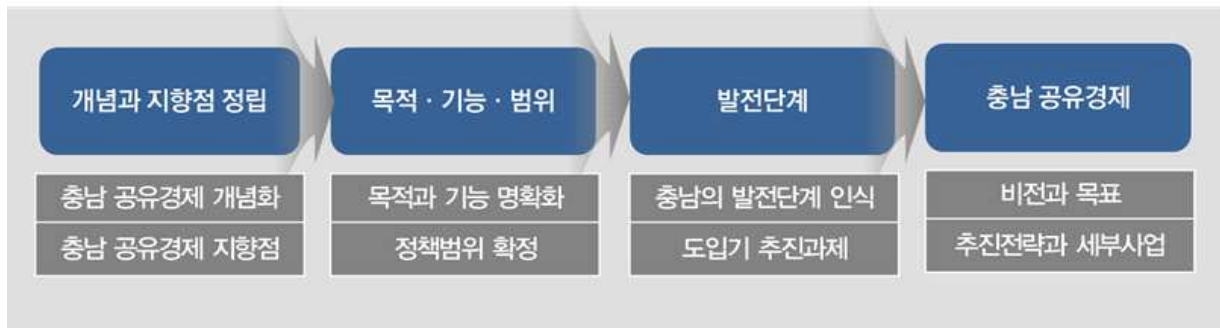 개념과 지향점 정립
목적 · 기능 · 범위
발전단계
충남 공유경제
충남 공유경제 개념화
충남 공유경제 지향점
목적과 기능 명확화
정책범위 확정
충남의 발전단계 인식
도입기 추진과제
비전과 목표
추진전략과 세부사업